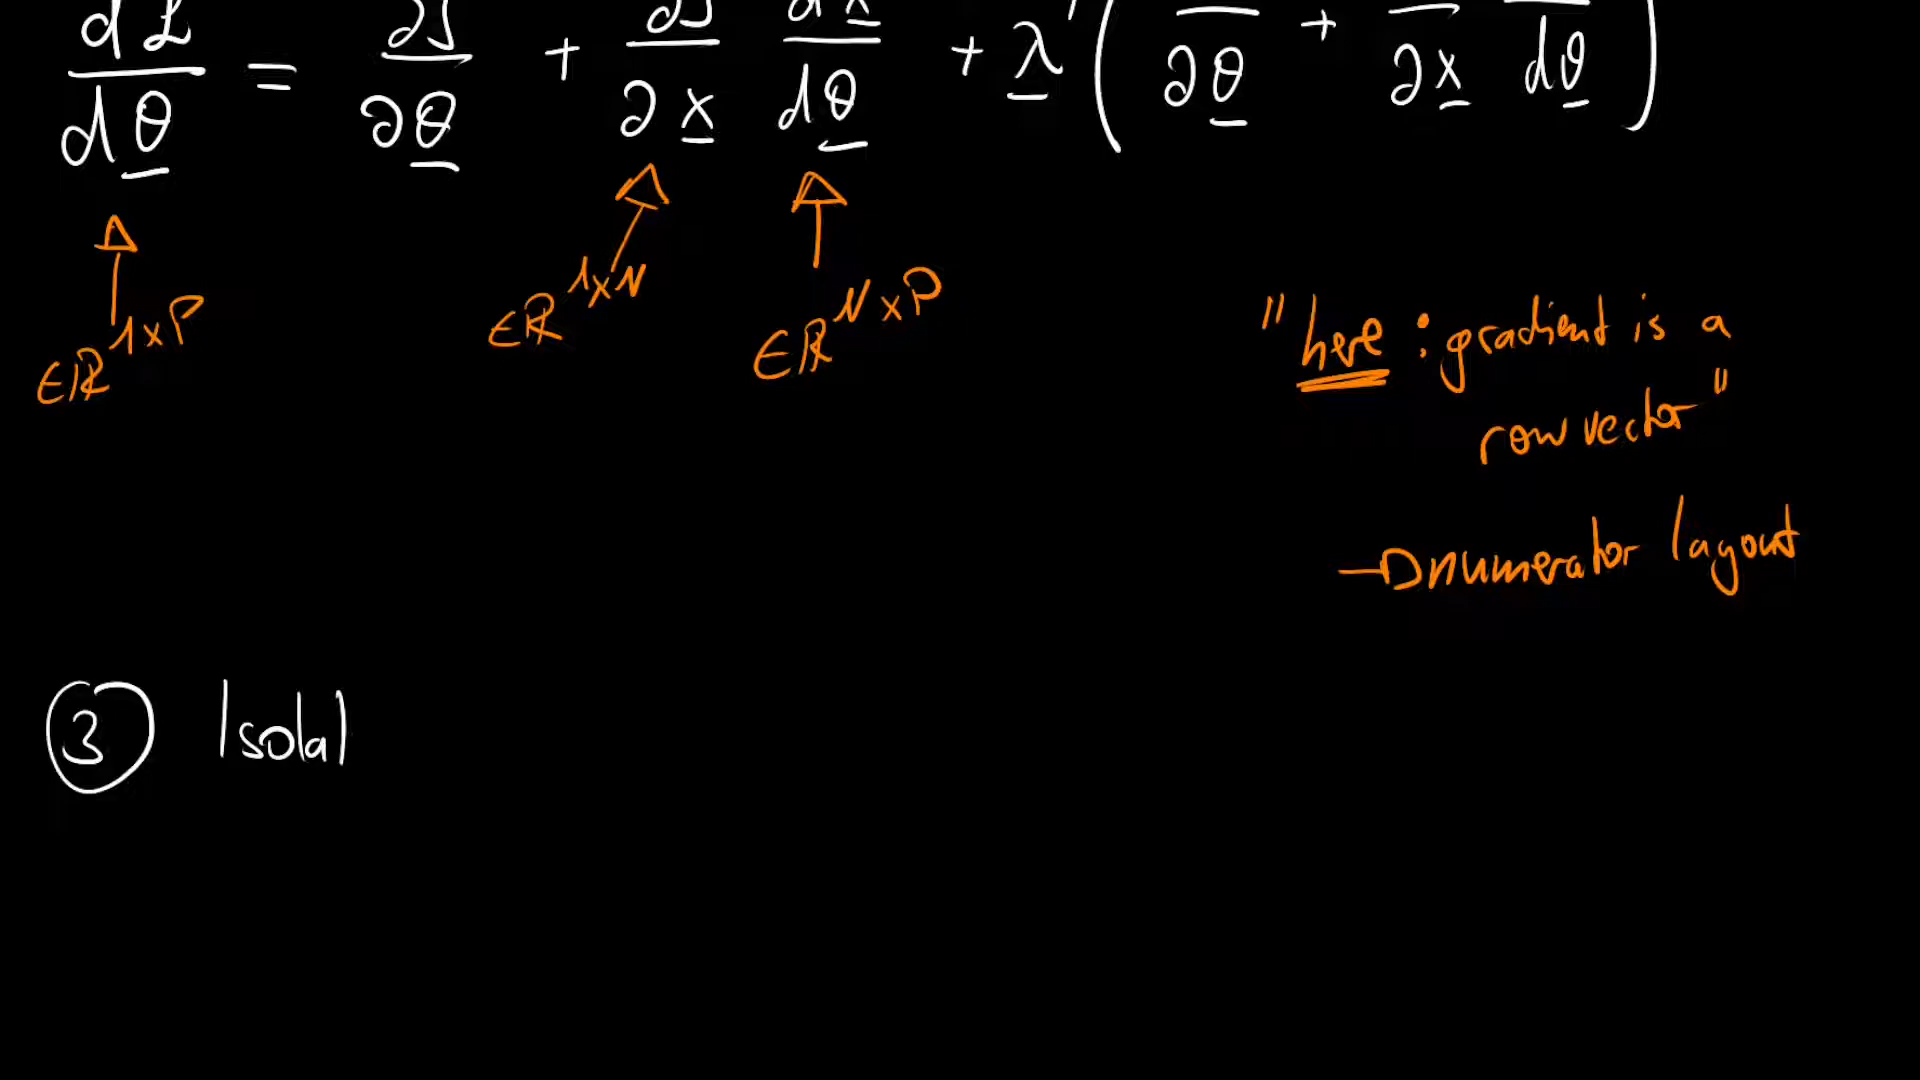 dℒ/dθ = ∂J/∂θ + ∂J/∂x dx/dθ + λ ( /∂θ + /∂x /dθ )
∈ℝ^1×P ∈ℝ^1×N ∈ℝ^N×P
"here : gradient is a
row vector"
→ numerator layout
③ Isolat